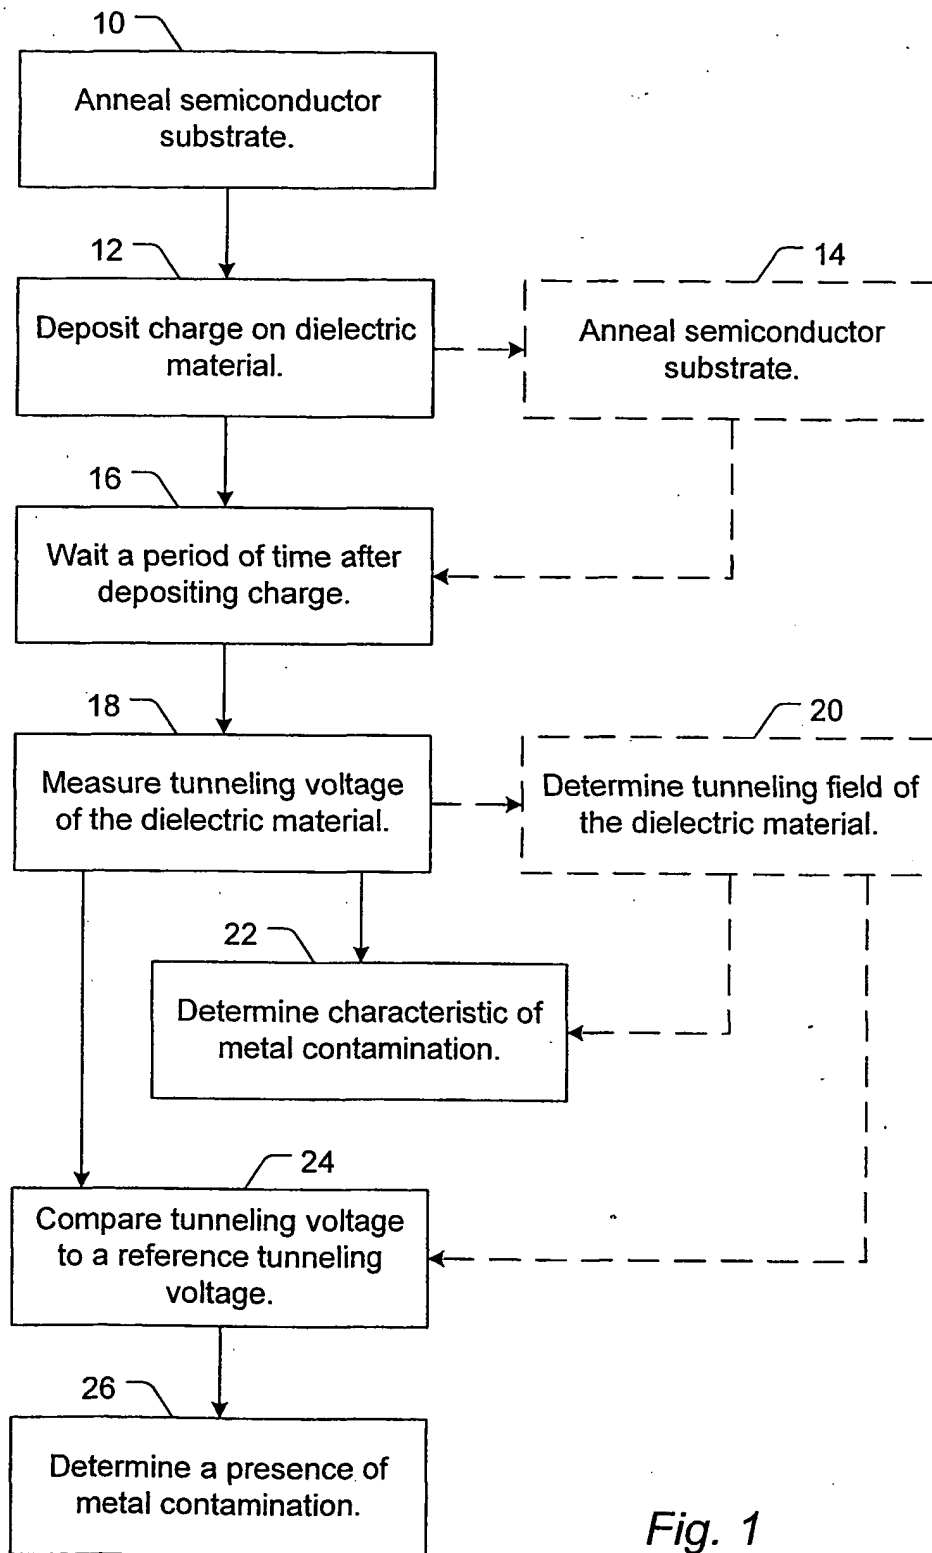 10
Anneal semiconductor
substrate.
12
Deposit charge on dielectric
material.
14
Anneal semiconductor
substrate.
16
Wait a period of time after
depositing charge.
18
Measure tunneling voltage
of the dielectric material.
20
Determine tunneling field of
the dielectric material.
22
Determine characteristic of
metal contamination.
24
Compare tunneling voltage
to a reference tunneling
voltage.
26
Determine a presence of
metal contamination.
Fig. 1